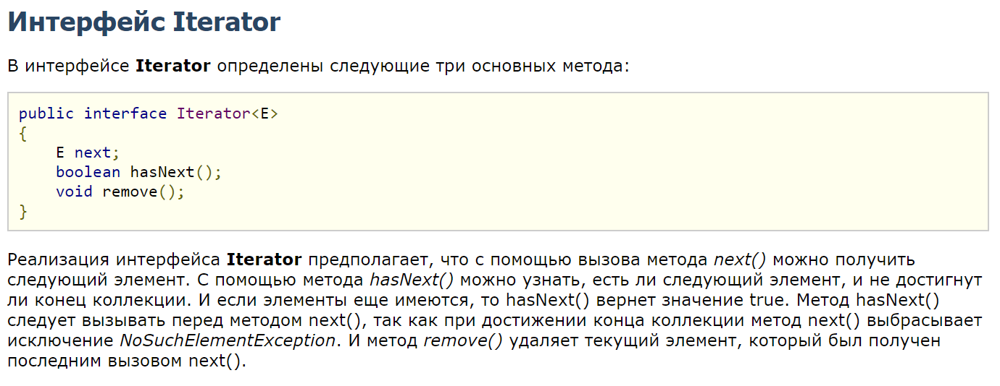 Интерфейс Iterator
В интерфейсе Iterator определены следующие три основных метода:
public interface Iterator<E>
{
    E next;
    boolean hasNext();
    void remove();
}
Реализация интерфейса Iterator предполагает, что с помощью вызова метода next() можно получить
следующий элемент. С помощью метода hasNext() можно узнать, есть ли следующий элемент, и не достигнут
ли конец коллекции. И если элементы еще имеются, то hasNext() вернет значение true. Метод hasNext()
следует вызывать перед методом next(), так как при достижении конца коллекции метод next() выбрасывает
исключение NoSuchElementException. И метод remove() удаляет текущий элемент, который был получен
последним вызовом next().